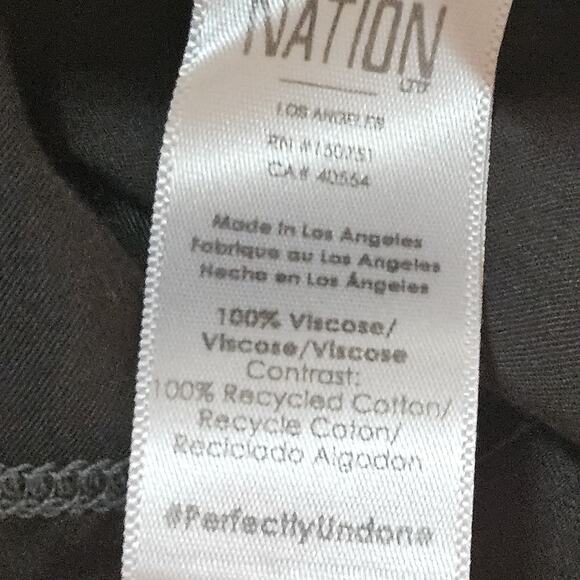 NATION
LTD
LOS ANGELES
RN # 150751
CA# 40554
Made in Los Angeles
Fabrique au Los Angeles
Hecho en Los Ángeles
100% Viscose/
Viscose/Viscose
Contrast:
100% Recycled Cotton/
Recycle Coton/
Reciclado Algodon
#PerfectlyUndone